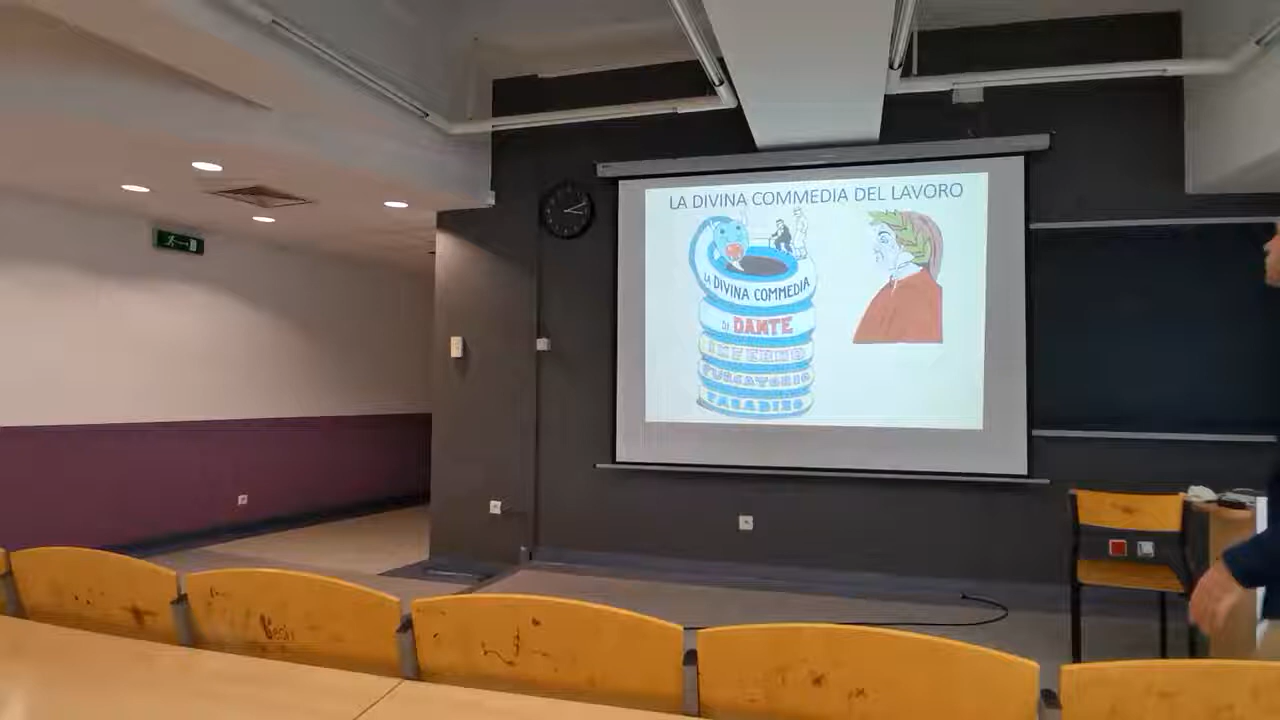 LA DIVINA COMMEDIA DEL LAVORO
LA DIVINA COMMEDIA
DI DANTE
INFERNO
PURGATORIO
PARADISO